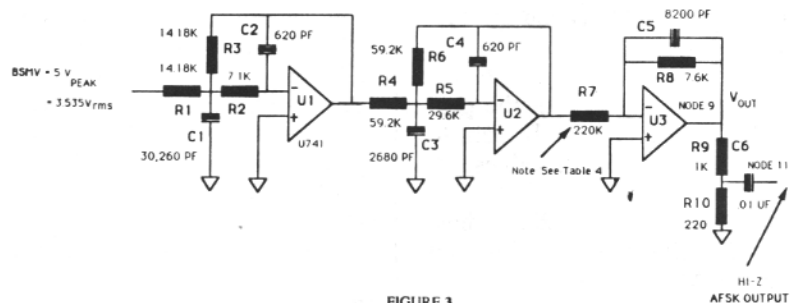 BSMV = 5 V PEAK
= 3.535V rms
14.18K
R3
14.18K
R1
C1
30,260 PF
C2
620 PF
7.1K
R2
−
+
U1
U741
59.2K
R6
R4
59.2K
C3
2680 PF
C4
620 PF
R5
29.6K
−
+
U2
R7
220K
Note See Table 4
C5
8200 PF
R8
7.6K
−
+
U3
NODE 9
VOUT
R9
1K
C6
NODE 11
.01 UF
R10
220
HI-Z
AFSK OUTPUT
FIGURE 3